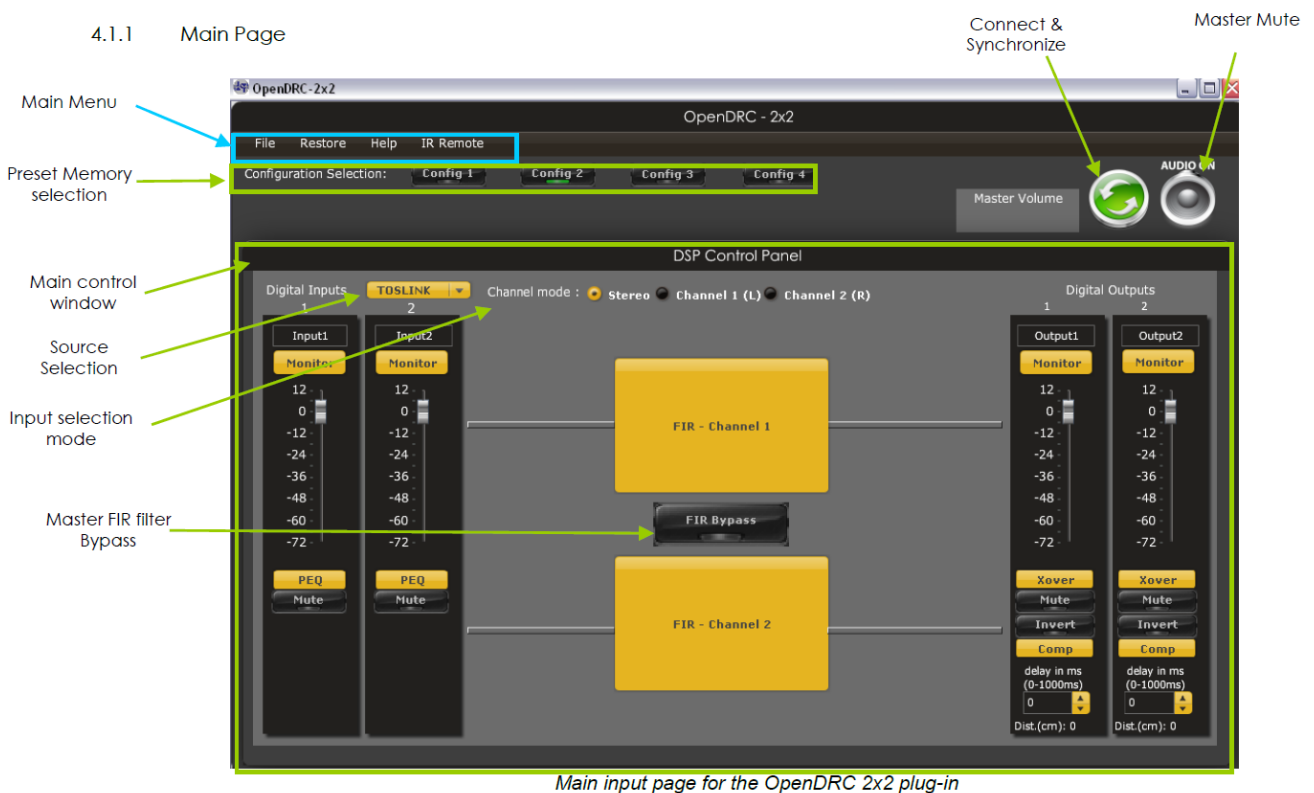 4.1.1 Main Page
Connect &
Synchronize
Master Mute
Main Menu
Preset Memory
selection
Main control
window
Source
Selection
Input selection
mode
Master FIR filter
Bypass
OpenDRC-2x2
OpenDRC - 2x2
File Restore Help IR Remote
Configuration Selection: Config 1 Config 2 Config 3 Config 4
Master Volume
AUDIO ON
DSP Control Panel
Digital Inputs TOSLINK Channel mode : Stereo Channel 1 (L) Channel 2 (R) Digital Outputs
1 2 1 2
Input1 Input2 Output1 Output2
Monitor Monitor Monitor Monitor
12 12 12 12
0 0 0 0
-12 -12 -12 -12
-24 -24 -24 -24
-36 -36 -36 -36
-48 -48 -48 -48
-60 -60 -60 -60
-72 -72 -72 -72
FIR - Channel 1
FIR Bypass
FIR - Channel 2
PEQ PEQ Xover Xover
Mute Mute Mute Mute
Invert Invert
Comp Comp
delay in ms delay in ms
(0-1000ms) (0-1000ms)
0 0
Dist.(cm): 0 Dist.(cm): 0
Main input page for the OpenDRC 2x2 plug-in